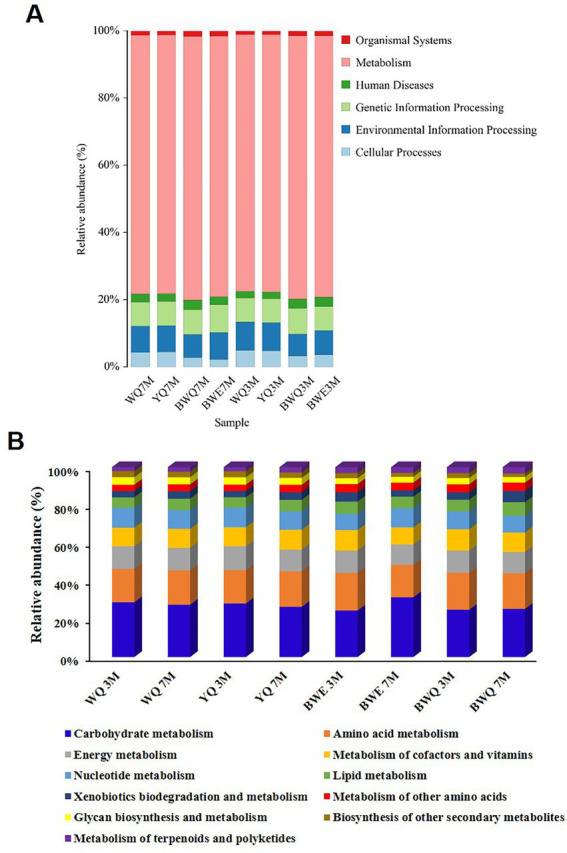 A
100%
80%
60%
40%
20%
0%
Relative abundance (%)
WQ7M
YQ7M
BWQ7M
BWE7M
WQ3M
YQ3M
BWQ3M
BWE3M
Sample
Organismal Systems
Metabolism
Human Diseases
Genetic Information Processing
Environmental Information Processing
Cellular Processes
B
100%
80%
60%
40%
20%
0%
Relative abundance (%)
WQ 3M
WQ 7M
YQ 3M
YQ 7M
BWE 3M
BWE 7M
BWQ 3M
BWQ 7M
Carbohydrate metabolism
Amino acid metabolism
Energy metabolism
Metabolism of cofactors and vitamins
Nucleotide metabolism
Lipid metabolism
Xenobiotics biodegradation and metabolism
Metabolism of other amino acids
Glycan biosynthesis and metabolism
Biosynthesis of other secondary metabolites
Metabolism of terpenoids and polyketides